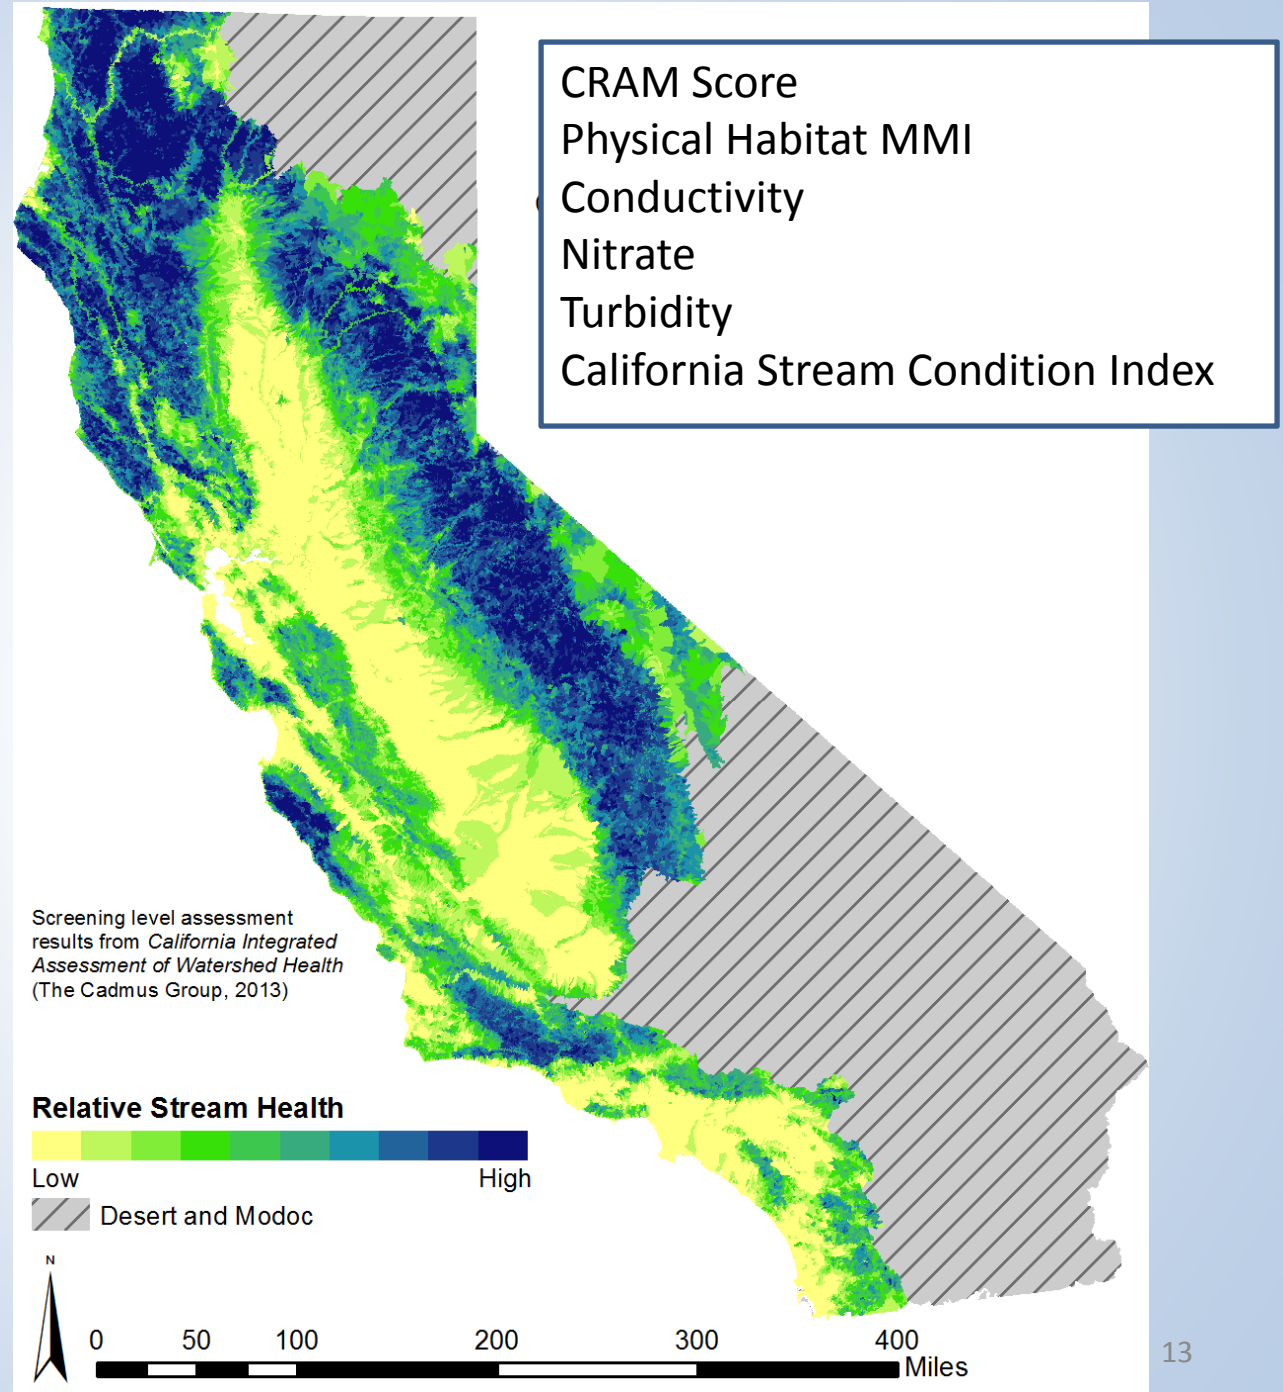 CRAM Score
Physical Habitat MMI
Conductivity
Nitrate
Turbidity
California Stream Condition Index
Screening level assessment
results from California Integrated
Assessment of Watershed Health
(The Cadmus Group, 2013)
Relative Stream Health
Low High
Desert and Modoc
N
0 50 100 200 300 400
Miles
13